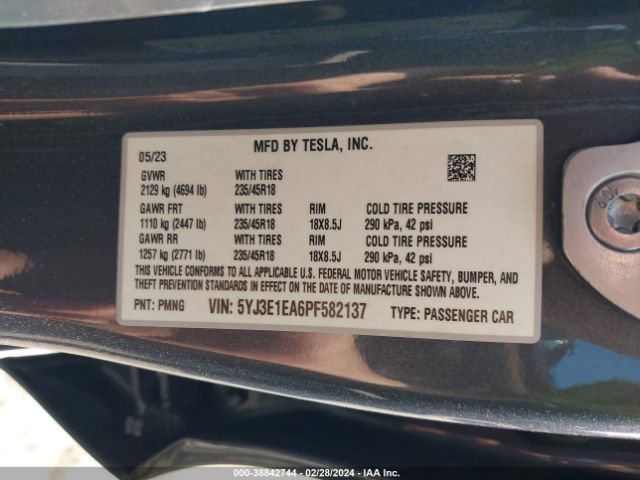 MFD BY TESLA, INC.
05/23
GVWR WITH TIRES
2129 kg (4694 lb) 235/45R18
GAWR FRT WITH TIRES RIM COLD TIRE PRESSURE
1110 kg (2447 lb) 235/45R18 18X8.5J 290 kPa, 42 psi
GAWR RR WITH TIRES RIM COLD TIRE PRESSURE
1257 kg (2771 lb) 235/45R18 18X8.5J 290 kPa, 42 psi
THIS VEHICLE CONFORMS TO ALL APPLICABLE U.S. FEDERAL MOTOR VEHICLE SAFETY, BUMPER, AND
THEFT PREVENTION STANDARDS IN EFFECT ON THE DATE OF MANUFACTURE SHOWN ABOVE.
PNT: PMNG VIN: 5YJ3E1EA6PF582137 TYPE: PASSENGER CAR
000-38842744 - 02/28/2024 - IAA Inc.